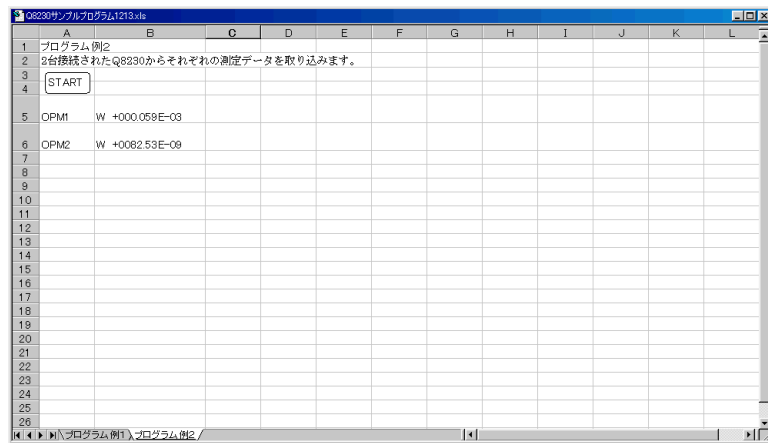 Q8230サンプルプログラム1213.xls
A B C D E F G H I J K L
1 プログラム例2
2 2台接続されたQ8230からそれぞれの測定データを取り込みます。
3
START
4
5 OPM1 W +000.059E-03
6 OPM2 W +0082.53E-09
7
8
9
10
11
12
13
14
15
16
17
18
19
20
21
22
23
24
25
26
プログラム例1 プログラム例2